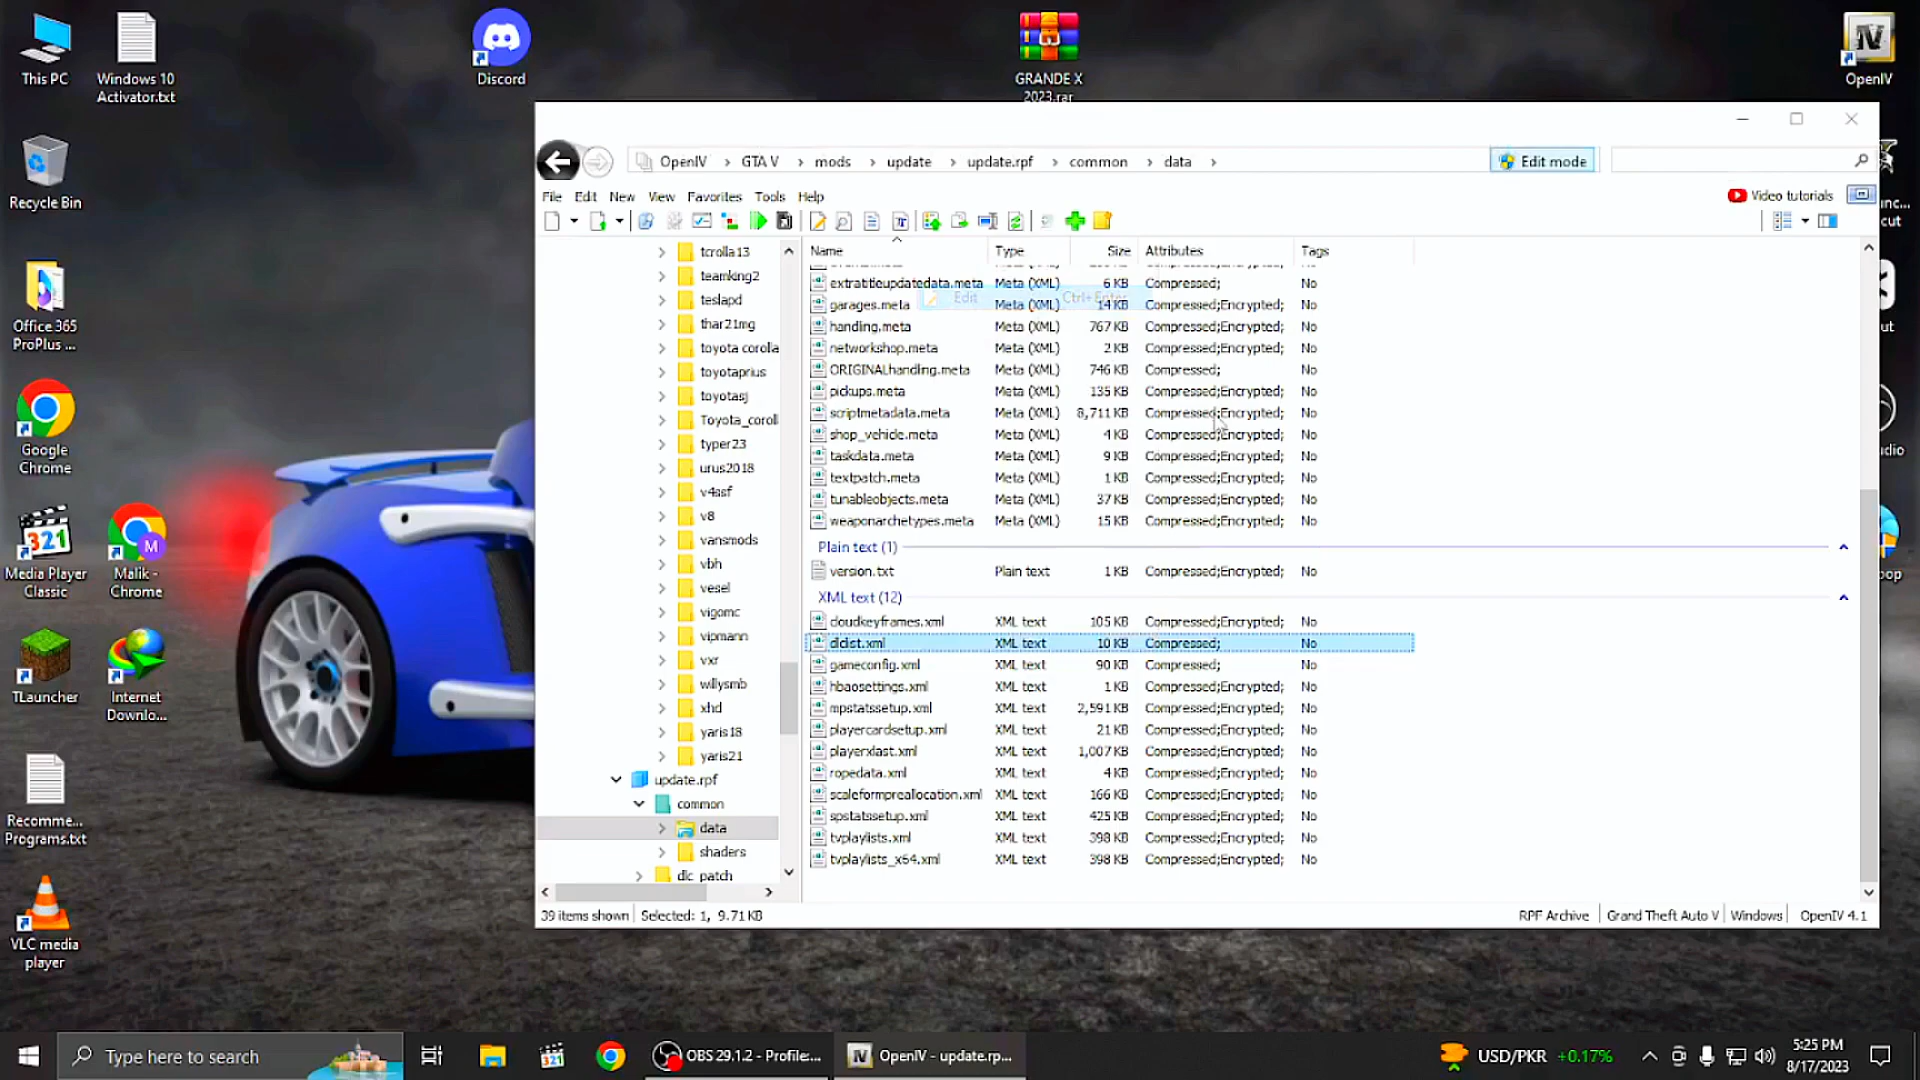 This PC
Windows 10
Activator.txt
Discord
GRANDE X
2023.rar
OpenIV
Recycle Bin
Office 365
ProPlus ...
Google
Chrome
Media Player
Classic
Malik -
Chrome
M
TLauncher
Internet
Downlo...
Recomme...
Programs.txt
VLC media
player
OpenIV
GTA V
mods
update
update.rpf
common
data
Edit mode
File
Edit
New
View
Favorites
Tools
Help
Video tutorials
tcrolla13
teamking2
teslapd
thar21mg
toyota corolla
toyotaprius
toyotasj
Toyota_coroll
typer23
urus2018
v4ssf
v8
vansmods
vbh
vesel
vigomc
vipmann
vxr
willysmb
xhd
yaris18
yaris21
update.rpf
common
data
shaders
dlc_patch
Name Type Size Attributes Tags
extratitleupdatedata.meta Meta (XML) 6 KB Compressed; No
Edit Ctrl+Enter
garages.meta Meta (XML) 14 KB Compressed;Encrypted; No
handling.meta Meta (XML) 767 KB Compressed;Encrypted; No
networkshop.meta Meta (XML) 2 KB Compressed;Encrypted; No
ORIGINALhandling.meta Meta (XML) 746 KB Compressed; No
pickups.meta Meta (XML) 135 KB Compressed;Encrypted; No
scriptmetadata.meta Meta (XML) 8,711 KB Compressed;Encrypted; No
shop_vehicle.meta Meta (XML) 4 KB Compressed;Encrypted; No
taskdata.meta Meta (XML) 9 KB Compressed;Encrypted; No
textpatch.meta Meta (XML) 1 KB Compressed;Encrypted; No
tunableobjects.meta Meta (XML) 37 KB Compressed;Encrypted; No
weaponarchetypes.meta Meta (XML) 15 KB Compressed;Encrypted; No
Plain text (1)
version.txt Plain text 1 KB Compressed;Encrypted; No
XML text (12)
cloudkeyframes.xml XML text 105 KB Compressed;Encrypted; No
dlclist.xml XML text 10 KB Compressed; No
gameconfig.xml XML text 90 KB Compressed; No
hbaosettings.xml XML text 1 KB Compressed;Encrypted; No
mpstatssetup.xml XML text 2,591 KB Compressed;Encrypted; No
playercardsetup.xml XML text 21 KB Compressed;Encrypted; No
playerxlast.xml XML text 1,007 KB Compressed;Encrypted; No
ropedata.xml XML text 4 KB Compressed;Encrypted; No
scaleformpreallocation.xml XML text 166 KB Compressed;Encrypted; No
spstatssetup.xml XML text 425 KB Compressed;Encrypted; No
tvplaylists.xml XML text 398 KB Compressed;Encrypted; No
tvplaylists_x64.xml XML text 398 KB Compressed;Encrypted; No
39 items shown
Selected: 1, 9.71 KB
RPF Archive
Grand Theft Auto V
Windows
OpenIV 4.1
Type here to search
321
OBS 29.1.2 - Profile:...
OpenIV - update.rp...
USD/PKR +0.17%
5:25 PM
8/17/2023